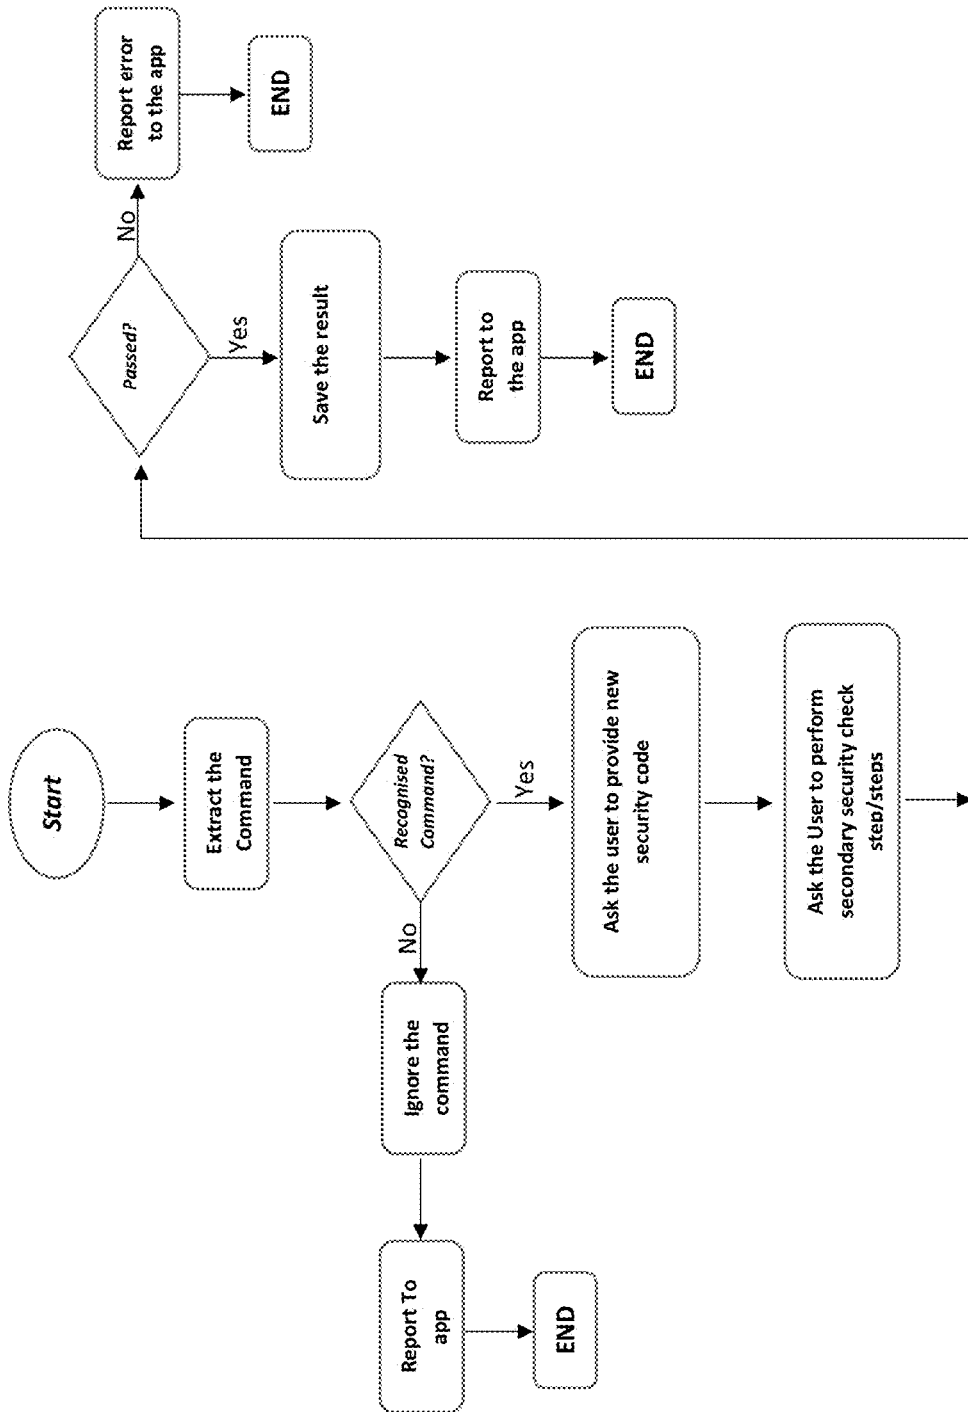 Start
Extract the
Command
Recognised
Command?
No
Yes
Ignore the
command
Report To
app
END
Ask the user to provide new
security code
Ask the User to perform
secondary security check
step/steps
Passed?
No
Yes
Report error
to the app
END
Save the result
Report to
the app
END